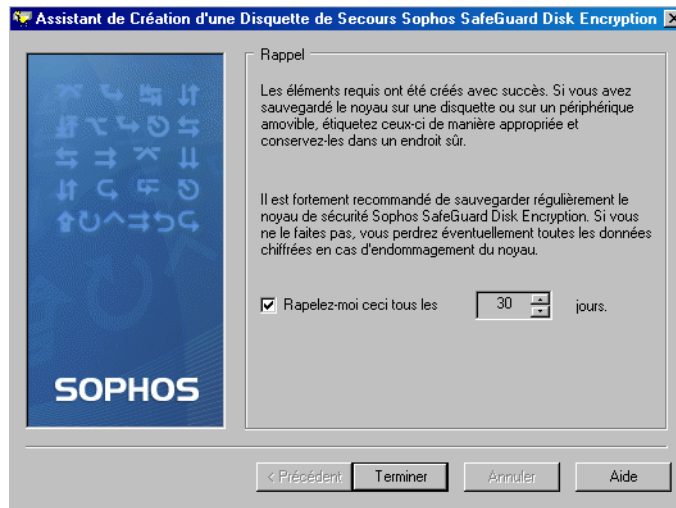 Assistant de Création d'une Disquette de Secours Sophos SafeGuard Disk Encryption
Rappel
Les éléments requis ont été créés avec succès. Si vous avez
sauvegardé le noyau sur une disquette ou sur un périphérique
amovible, étiquetez ceux-ci de manière appropriée et
conservez-les dans un endroit sûr.
Il est fortement recommandé de sauvegarder régulièrement le
noyau de sécurité Sophos SafeGuard Disk Encryption. Si vous
ne le faites pas, vous perdrez éventuellement toutes les données
chiffrées en cas d'endommagement du noyau.
Rapelez-moi ceci tous les 30 jours.
SOPHOS
< Précédent Terminer Annuler Aide